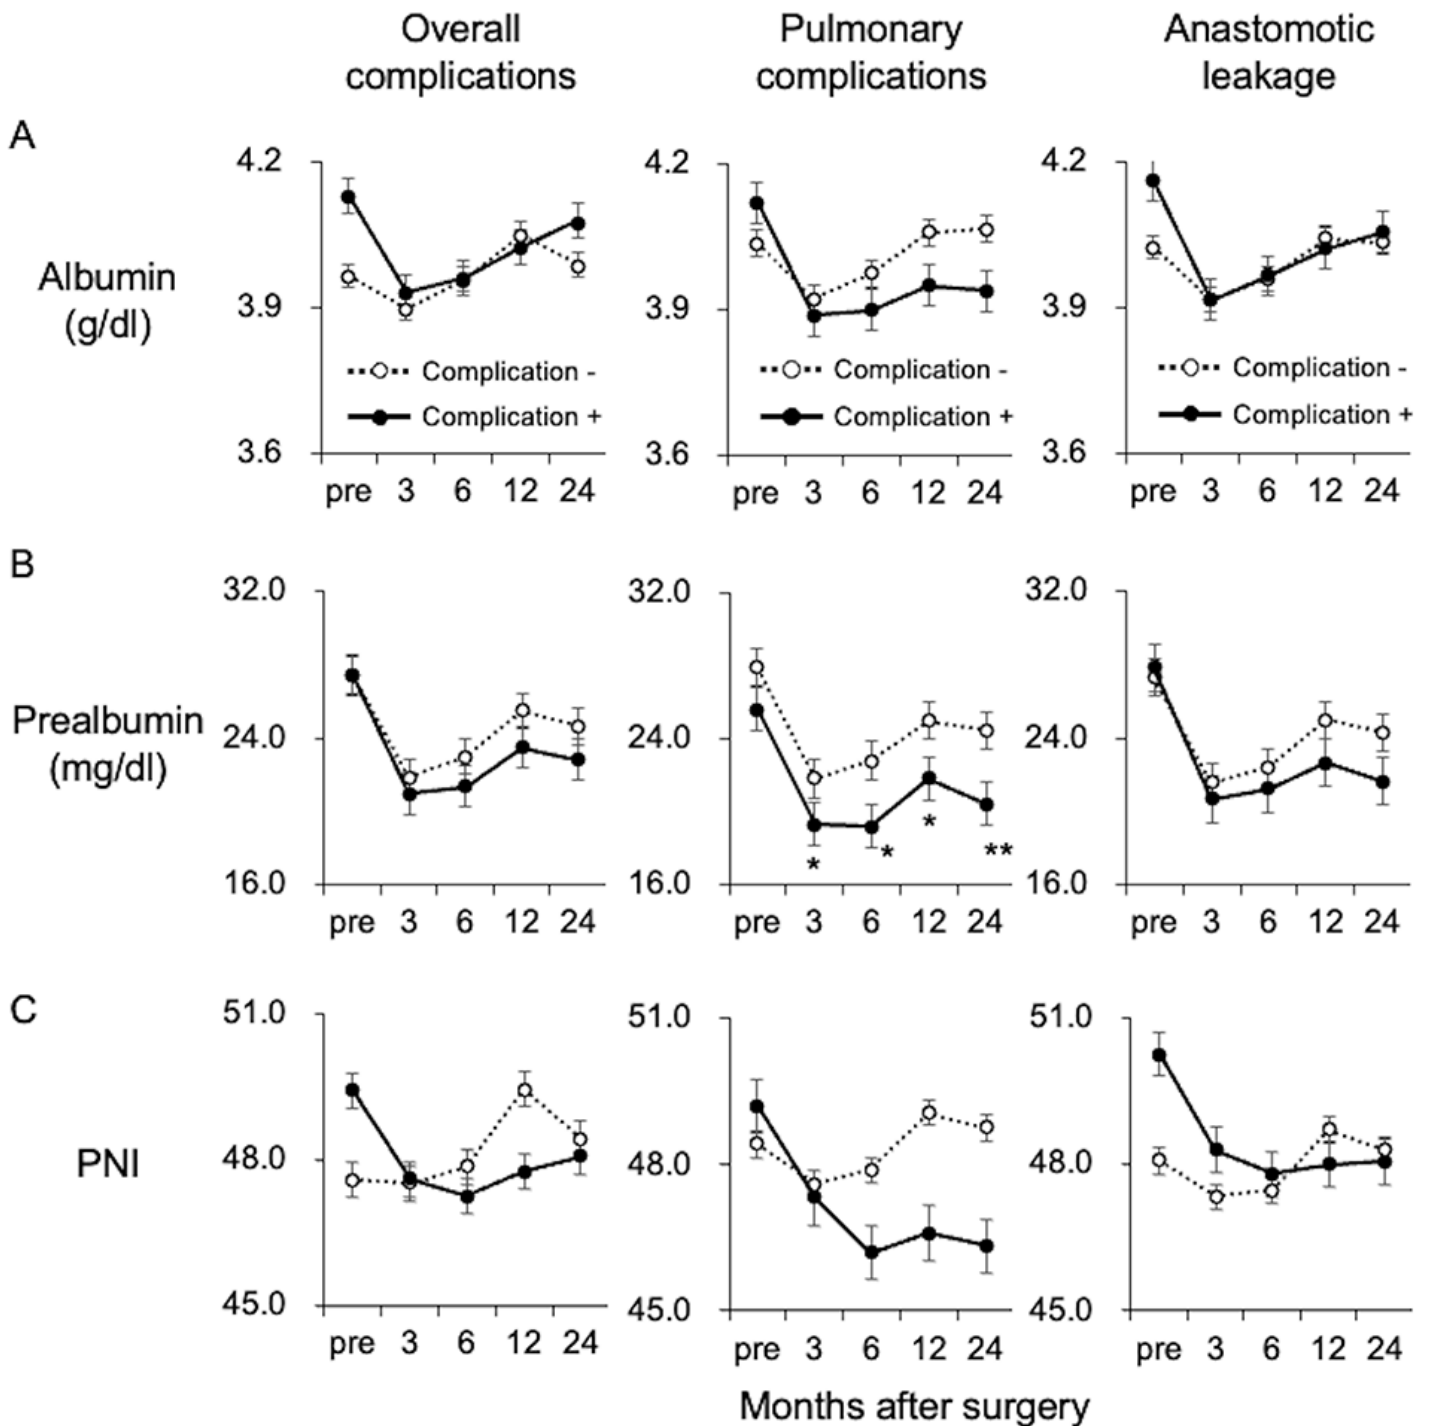 Overall complications
Pulmonary complications
Anastomotic leakage
A
Albumin (g/dl)
4.2
3.9
3.6
Complication -
Complication +
pre 3 6 12 24
4.2
3.9
3.6
Complication -
Complication +
pre 3 6 12 24
4.2
3.9
3.6
Complication -
Complication +
pre 3 6 12 24
B
Prealbumin (mg/dl)
32.0
24.0
16.0
pre 3 6 12 24
32.0
24.0
16.0
*
*
*
**
pre 3 6 12 24
32.0
24.0
16.0
pre 3 6 12 24
C
PNI
51.0
48.0
45.0
pre 3 6 12 24
51.0
48.0
45.0
pre 3 6 12 24
51.0
48.0
45.0
pre 3 6 12 24
Months after surgery